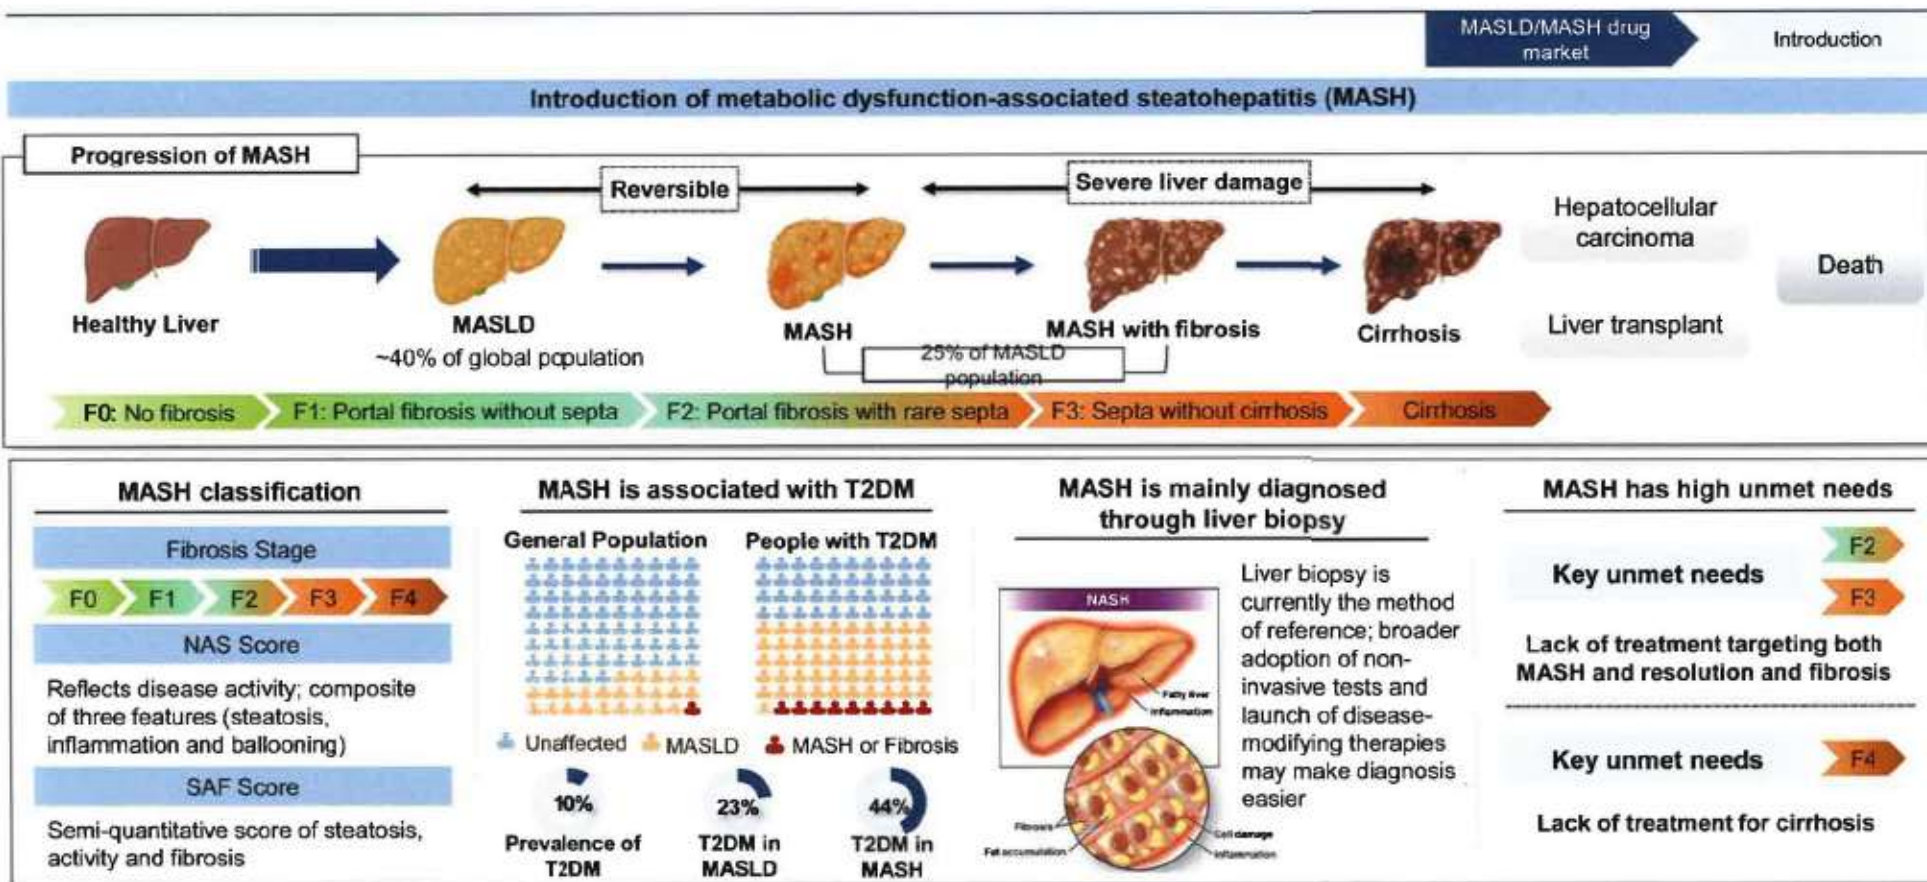 MASLD/MASH drug
market
Introduction
Introduction of metabolic dysfunction-associated steatohepatitis (MASH)
Progression of MASH
Reversible
Severe liver damage
Healthy Liver
MASLD
~40% of global population
MASH
MASH with fibrosis
25% of MASLD
population
Cirrhosis
Hepatocellular
carcinoma
Liver transplant
Death
F0: No fibrosis
F1: Portal fibrosis without septa
F2: Portal fibrosis with rare septa
F3: Septa without cirrhosis
Cirrhosis
MASH classification
Fibrosis Stage
F0
F1
F2
F3
F4
NAS Score
Reflects disease activity; composite
of three features (steatosis,
inflammation and ballooning)
SAF Score
Semi-quantitative score of steatosis,
activity and fibrosis
MASH is associated with T2DM
General Population
People with T2DM
Unaffected
MASLD
MASH or Fibrosis
10%
Prevalence of
T2DM
23%
T2DM in
MASLD
44%
T2DM in
MASH
MASH is mainly diagnosed
through liver biopsy
NASH
Fatty liver
Inflammation
Fibrosis
Fat accumulation
Cell damage
Inflammation
Liver biopsy is
currently the method
of reference; broader
adoption of non-
invasive tests and
launch of disease-
modifying therapies
may make diagnosis
easier
MASH has high unmet needs
Key unmet needs
F2
F3
Lack of treatment targeting both
MASH and resolution and fibrosis
Key unmet needs
F4
Lack of treatment for cirrhosis